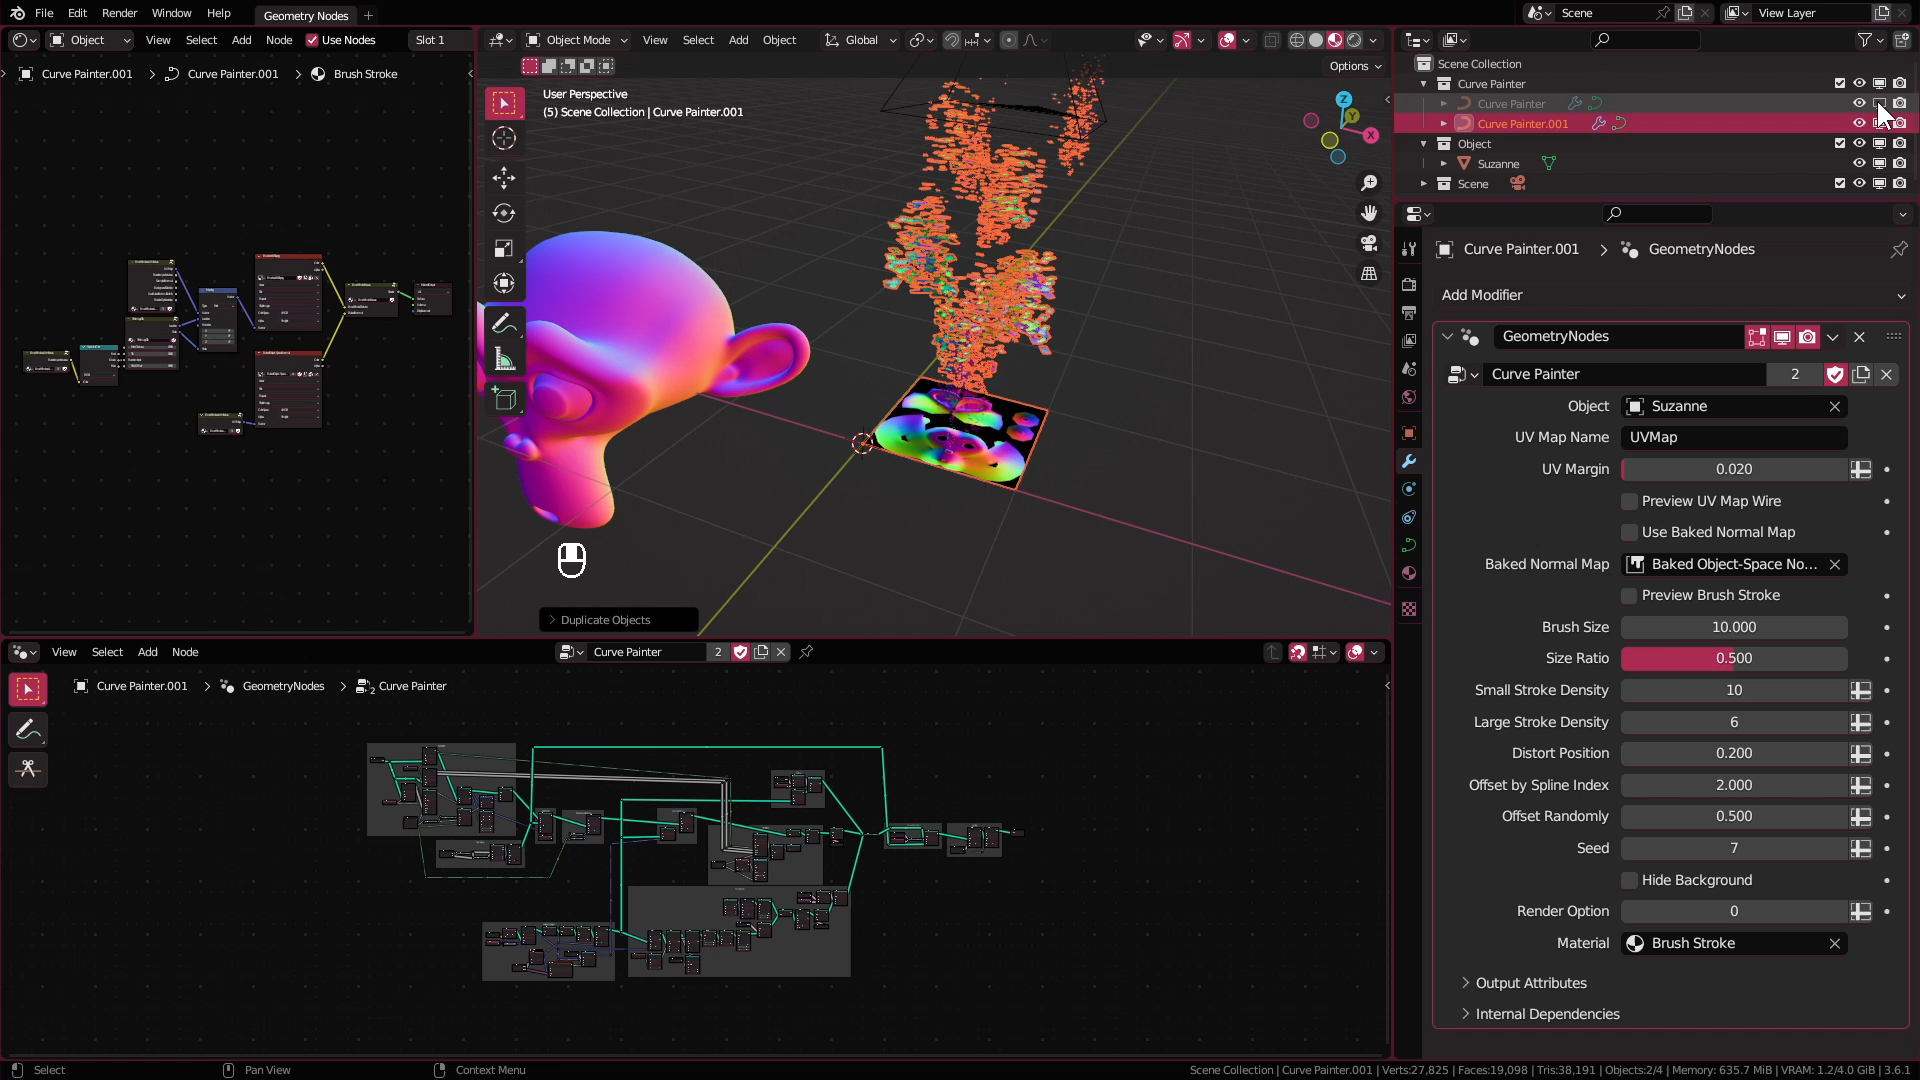 File Edit Render Window Help Geometry Nodes
Scene View Layer
Object View Select Add Node Use Nodes Slot 1
Object Mode View Select Add Object Global
Curve Painter.001 Curve Painter.001 Brush Stroke
Options
User Perspective
(5) Scene Collection | Curve Painter.001
Z
Y
X
Duplicate Objects
Scene Collection
Curve Painter
Curve Painter
Curve Painter.001
Object
Suzanne
Scene
Curve Painter.001 GeometryNodes
Add Modifier
GeometryNodes
Curve Painter 2
Object Suzanne
UV Map Name UVMap
UV Margin 0.020
Preview UV Map Wire
Use Baked Normal Map
Baked Normal Map Baked Object-Space No...
Preview Brush Stroke
Brush Size 10.000
Size Ratio 0.500
Small Stroke Density 10
Large Stroke Density 6
Distort Position 0.200
Offset by Spline Index 2.000
Offset Randomly 0.500
Seed 7
Hide Background
Render Option 0
Material Brush Stroke
Output Attributes
Internal Dependencies
View Select Add Node Curve Painter 2
Curve Painter.001 GeometryNodes 2 Curve Painter
Select Pan View Context Menu
Scene Collection | Curve Painter.001 | Verts:27,825 | Faces:19,098 | Tris:38,191 | Objects:2/4 | Memory: 635.7 MiB | VRAM: 1.2/4.0 GiB | 3.6.1